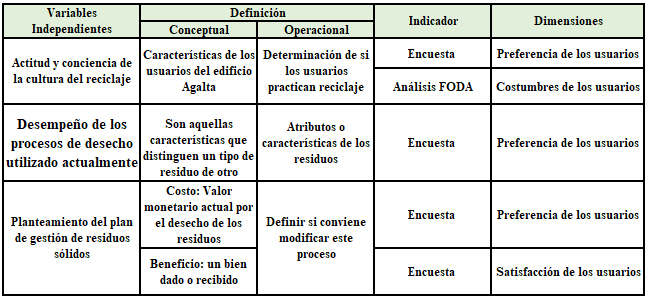 Variables
Independientes
Definición
Conceptual
Operacional
Indicador
Dimensiones
Actitud y conciencia de
la cultura del reciclaje
Características de los
usuarios del edificio
Agalta
Determinación de si
los usuarios
practican reciclaje
Encuesta
Preferencia de los usuarios
Análisis FODA
Costumbres de los usuarios
Desempeño de los
procesos de desecho
utilizado actualmente
Son aquellas
características que
distinguen un tipo de
residuo de otro
Atributos o
características de los
residuos
Encuesta
Preferencia de los usuarios
Planteamiento del plan
de gestión de residuos
sólidos
Costo: Valor
monetario actual por
el desecho de los
residuos
Definir si conviene
modificar este
proceso
Encuesta
Preferencia de los usuarios
Beneficio: un bien
dado o recibido
Encuesta
Satisfacción de los usuarios